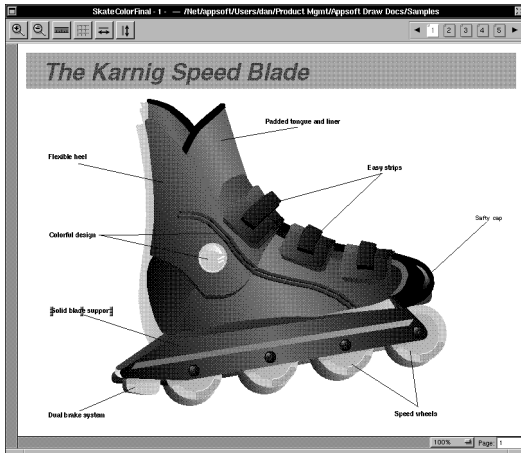 SkateColorFinal - 1 -  — /Net/appsoft/Users/dan/Product Mgmt/Appsoft Draw Docs/Samples
1 2 3 4 5
The Karnig Speed Blade
Padded tongue and liner
Flexible heel
Easy strips
Safty cap
Colorful design
Solid blade support
Dual brake system
Speed wheels
100% Page: 1